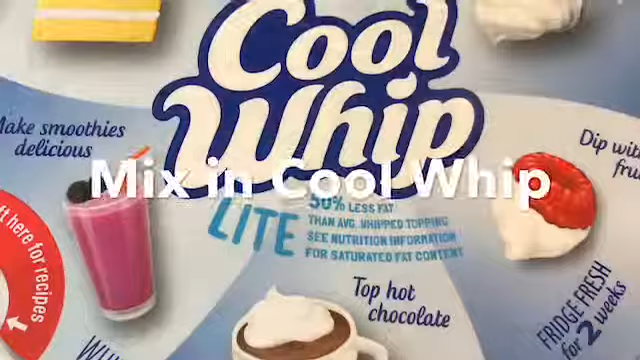 Cool
Whip
Make smoothies
delicious
Dip with
Mix in Cool Whip
LITE
50% LESS FAT
THAN AVG. WHIPPED TOPPING
SEE NUTRITION INFORMATION
FOR SATURATED FAT CONTENT
ft here for recipes
Top hot
chocolate
FRIDGE FRESH
for 2 weeks